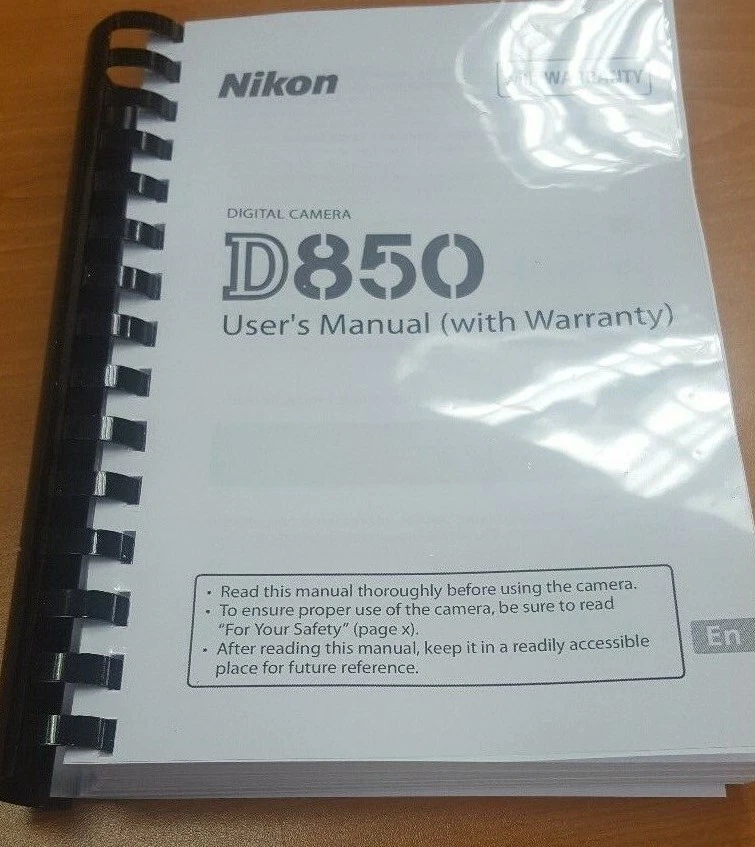 Nikon
WARRANTY
DIGITAL CAMERA
D850
User's Manual (with Warranty)
• Read this manual thoroughly before using the camera.
• To ensure proper use of the camera, be sure to read
"For Your Safety" (page x).
• After reading this manual, keep it in a readily accessible
place for future reference.
En